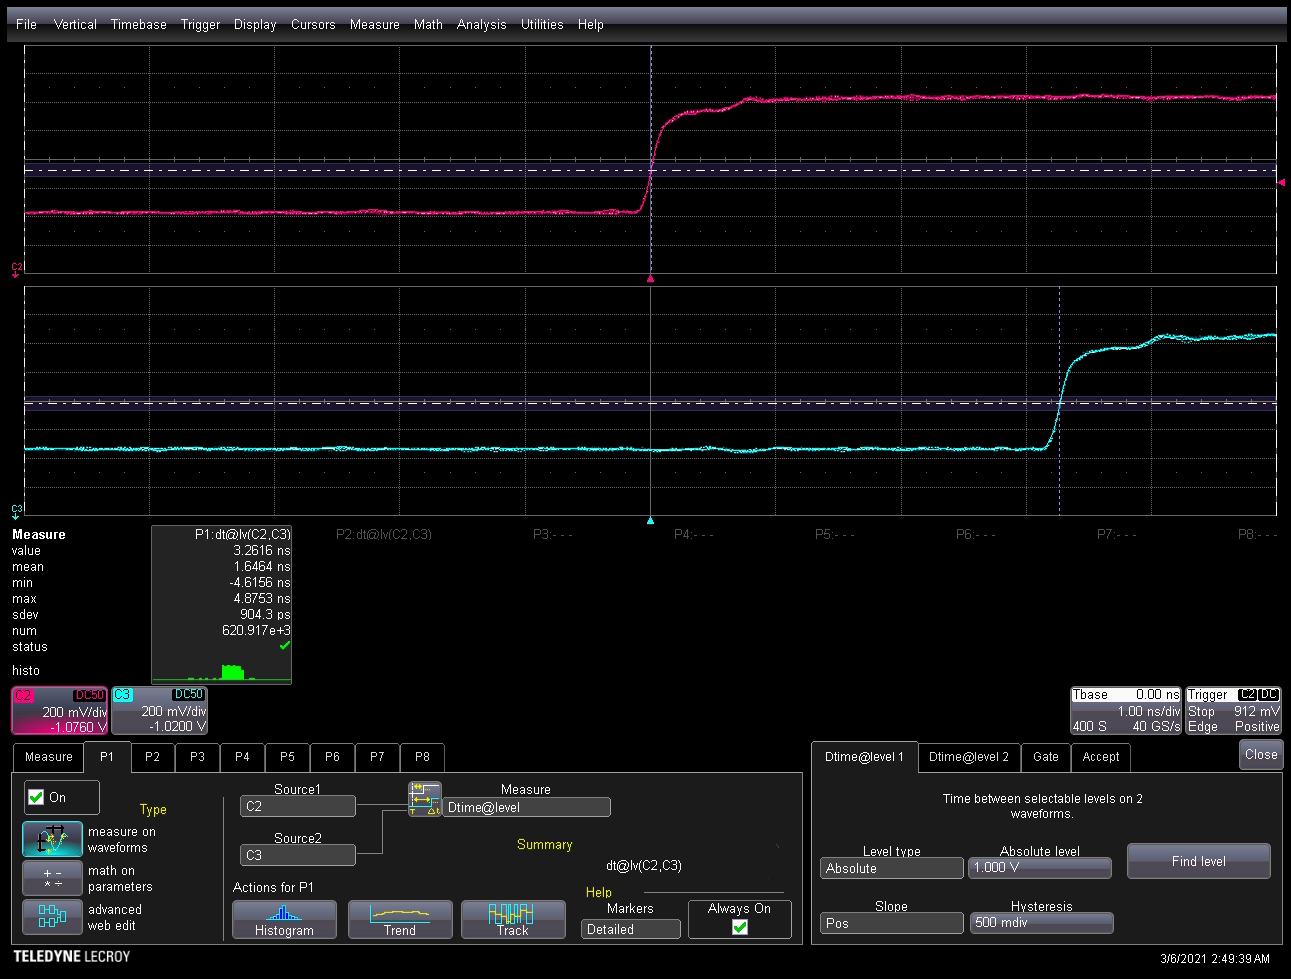 File Vertical Timebase Trigger Display Cursors Measure Math Analysis Utilities Help
C2
C3
Measure P1:dt@lv(C2,C3) P2:dt@lv(C2,C3) P3:- - - P4:- - - P5:- - - P6:- - - P7:- - - P8:- - -
value 3.2616 ns
mean 1.6464 ns
min -4.6156 ns
max 4.8753 ns
sdev 904.3 ps
num 620.917e+3
status
histo
C2 DC50
200 mV/div
-1.0760 V
C3 DC50
200 mV/div
-1.0200 V
Tbase 0.00 ns
1.00 ns/div
400 S 40 GS/s
Trigger C2 DC
Stop 912 mV
Edge Positive
Measure P1 P2 P3 P4 P5 P6 P7 P8
On
Type
measure on
waveforms
math on
parameters
advanced
web edit
Source1
C2
Source2
C3
Measure
Dtime@level
Summary
dt@lv(C2,C3)
Actions for P1
Histogram
Trend
Track
Help
Markers
Detailed
Always On
Dtime@level 1 Dtime@level 2 Gate Accept
Close
Time between selectable levels on 2
waveforms.
Level type
Absolute
Absolute level
1.000 V
Find level
Slope
Pos
Hysteresis
500 mdiv
TELEDYNE LECROY
3/6/2021 2:49:39 AM